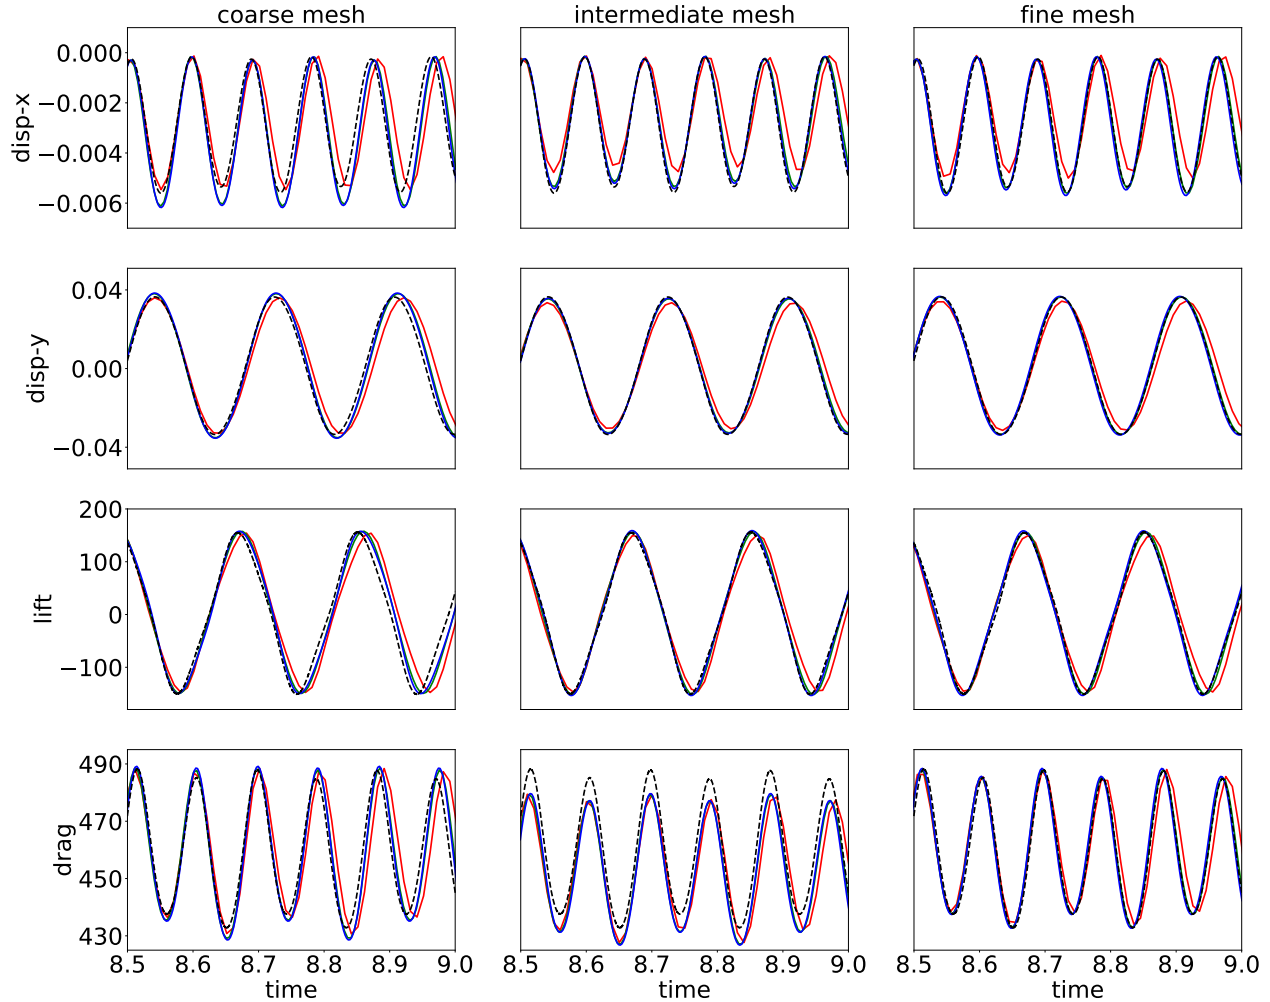 coarse mesh intermediate mesh fine mesh
disp-x
0.000
−0.002
−0.004
−0.006
disp-y
0.04
0.00
−0.04
lift
200
100
0
−100
drag
490
470
450
430
8.5 8.6 8.7 8.8 8.9 9.0 8.5 8.6 8.7 8.8 8.9 9.0 8.5 8.6 8.7 8.8 8.9 9.0
time time time